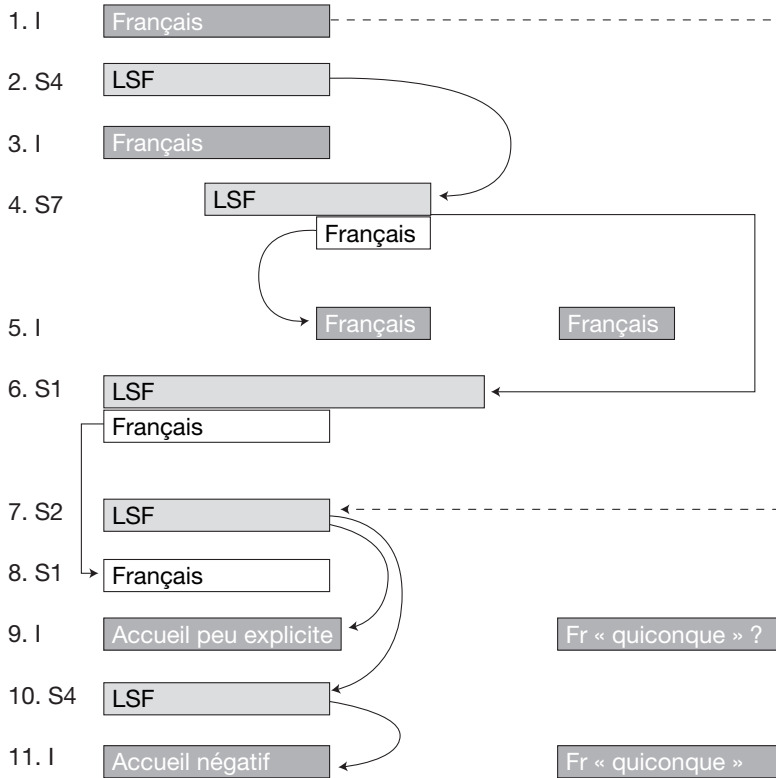 1. I Français
2. S4 LSF
3. I Français
4. S7 LSF
Français
5. I Français Français
6. S1 LSF
Français
7. S2 LSF
8. S1 Français
9. I Accueil peu explicite Fr « quiconque » ?
10. S4 LSF
11. I Accueil négatif Fr « quiconque »